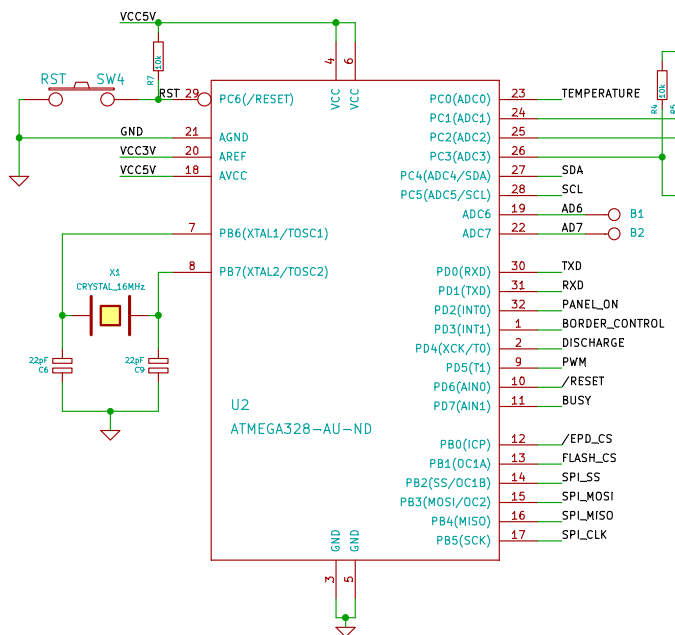 VCC5V
RST SW4
R7
10k
RST 29 PC6(/RESET)
GND 21 AGND
VCC3V 20 AREF
VCC5V 18 AVCC
7 PB6(XTAL1/TOSC1)
8 PB7(XTAL2/TOSC2)
X1
CRYSTAL_16MHz
22pF
C6
22pF
C9
4 6
VCC VCC
U2
ATMEGA328-AU-ND
GND GND
3 5
PC0(ADC0) 23 TEMPERATURE
PC1(ADC1) 24
PC2(ADC2) 25
PC3(ADC3) 26
PC4(ADC4/SDA) 27 SDA
PC5(ADC5/SCL) 28 SCL
ADC6 19 AD6 B1
ADC7 22 AD7 B2
PD0(RXD) 30 TXD
PD1(TXD) 31 RXD
PD2(INT0) 32 PANEL_ON
PD3(INT1) 1 BORDER_CONTROL
PD4(XCK/T0) 2 DISCHARGE
PD5(T1) 9 PWM
PD6(AIN0) 10 /RESET
PD7(AIN1) 11 BUSY
PB0(ICP) 12 /EPD_CS
PB1(OC1A) 13 FLASH_CS
PB2(SS/OC1B) 14 SPI_SS
PB3(MOSI/OC2) 15 SPI_MOSI
PB4(MISO) 16 SPI_MISO
PB5(SCK) 17 SPI_CLK
R4
10k